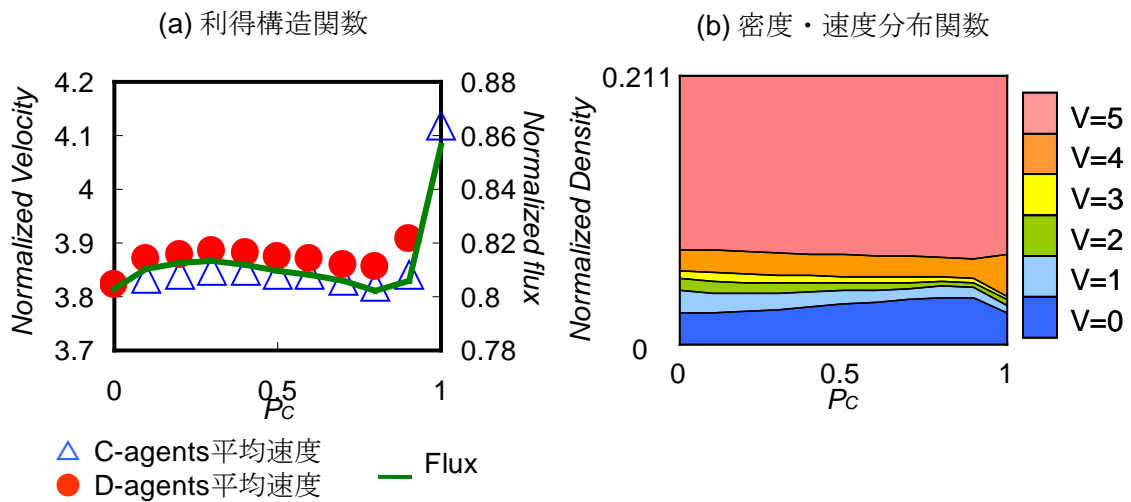 (a) 利得構造関数
4.2
4.1
4
3.9
3.8
3.7
Normalized Velocity
0.88
0.86
0.84
0.82
0.80
0.78
Normalized flux
0
0.5
1
PC
C-agents平均速度
D-agents平均速度
Flux
(b) 密度・速度分布関数
0.211
0
Normalized Density
0
0.5
1
PC
V=5
V=4
V=3
V=2
V=1
V=0